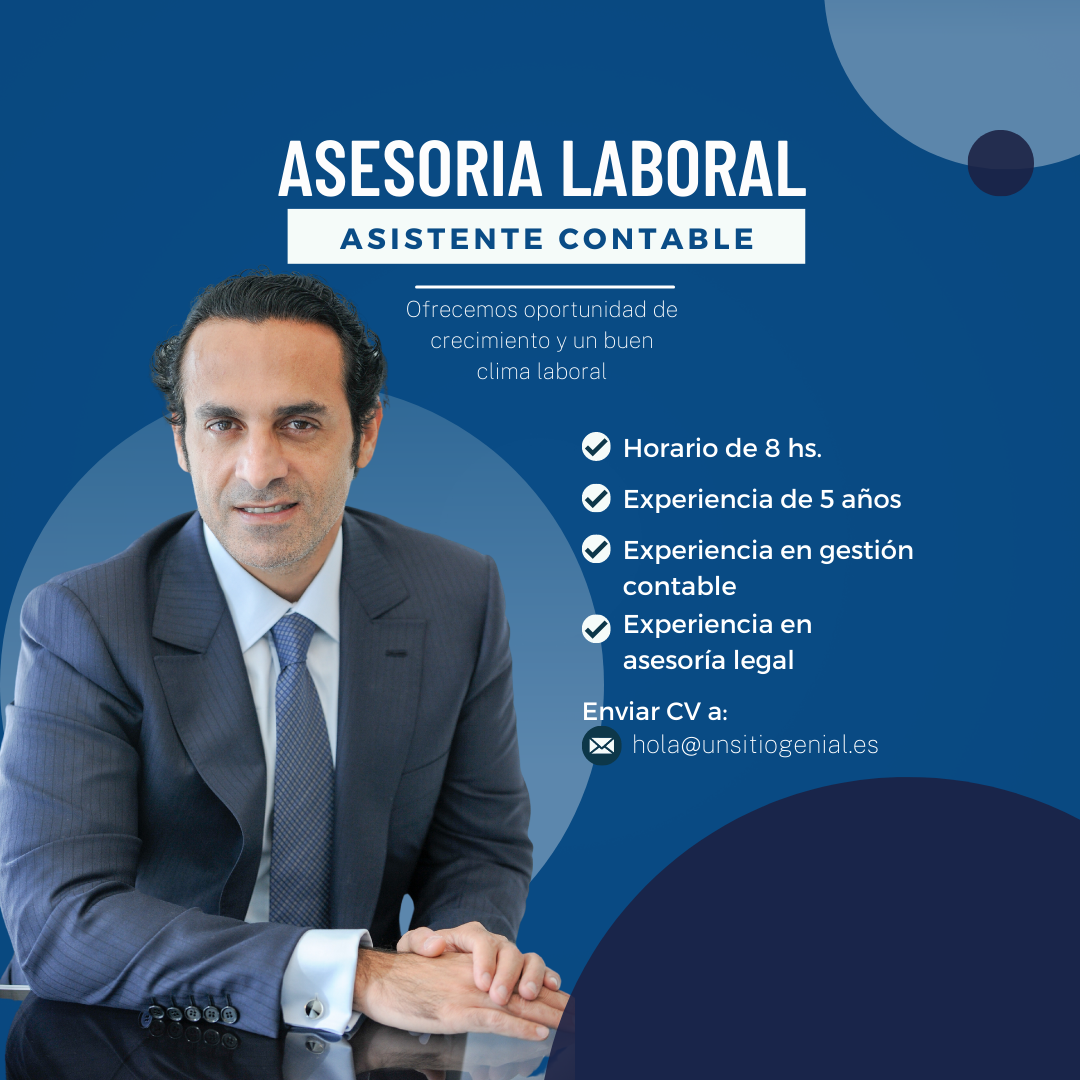 ASESORIA LABORAL
ASISTENTE CONTABLE
Ofrecemos oportunidad de
crecimiento y un buen
clima laboral
Horario de 8 hs.
Experiencia de 5 años
Experiencia en gestión
contable
Experiencia en
asesoría legal
Enviar CV a:
hola@unsitiogenial.es